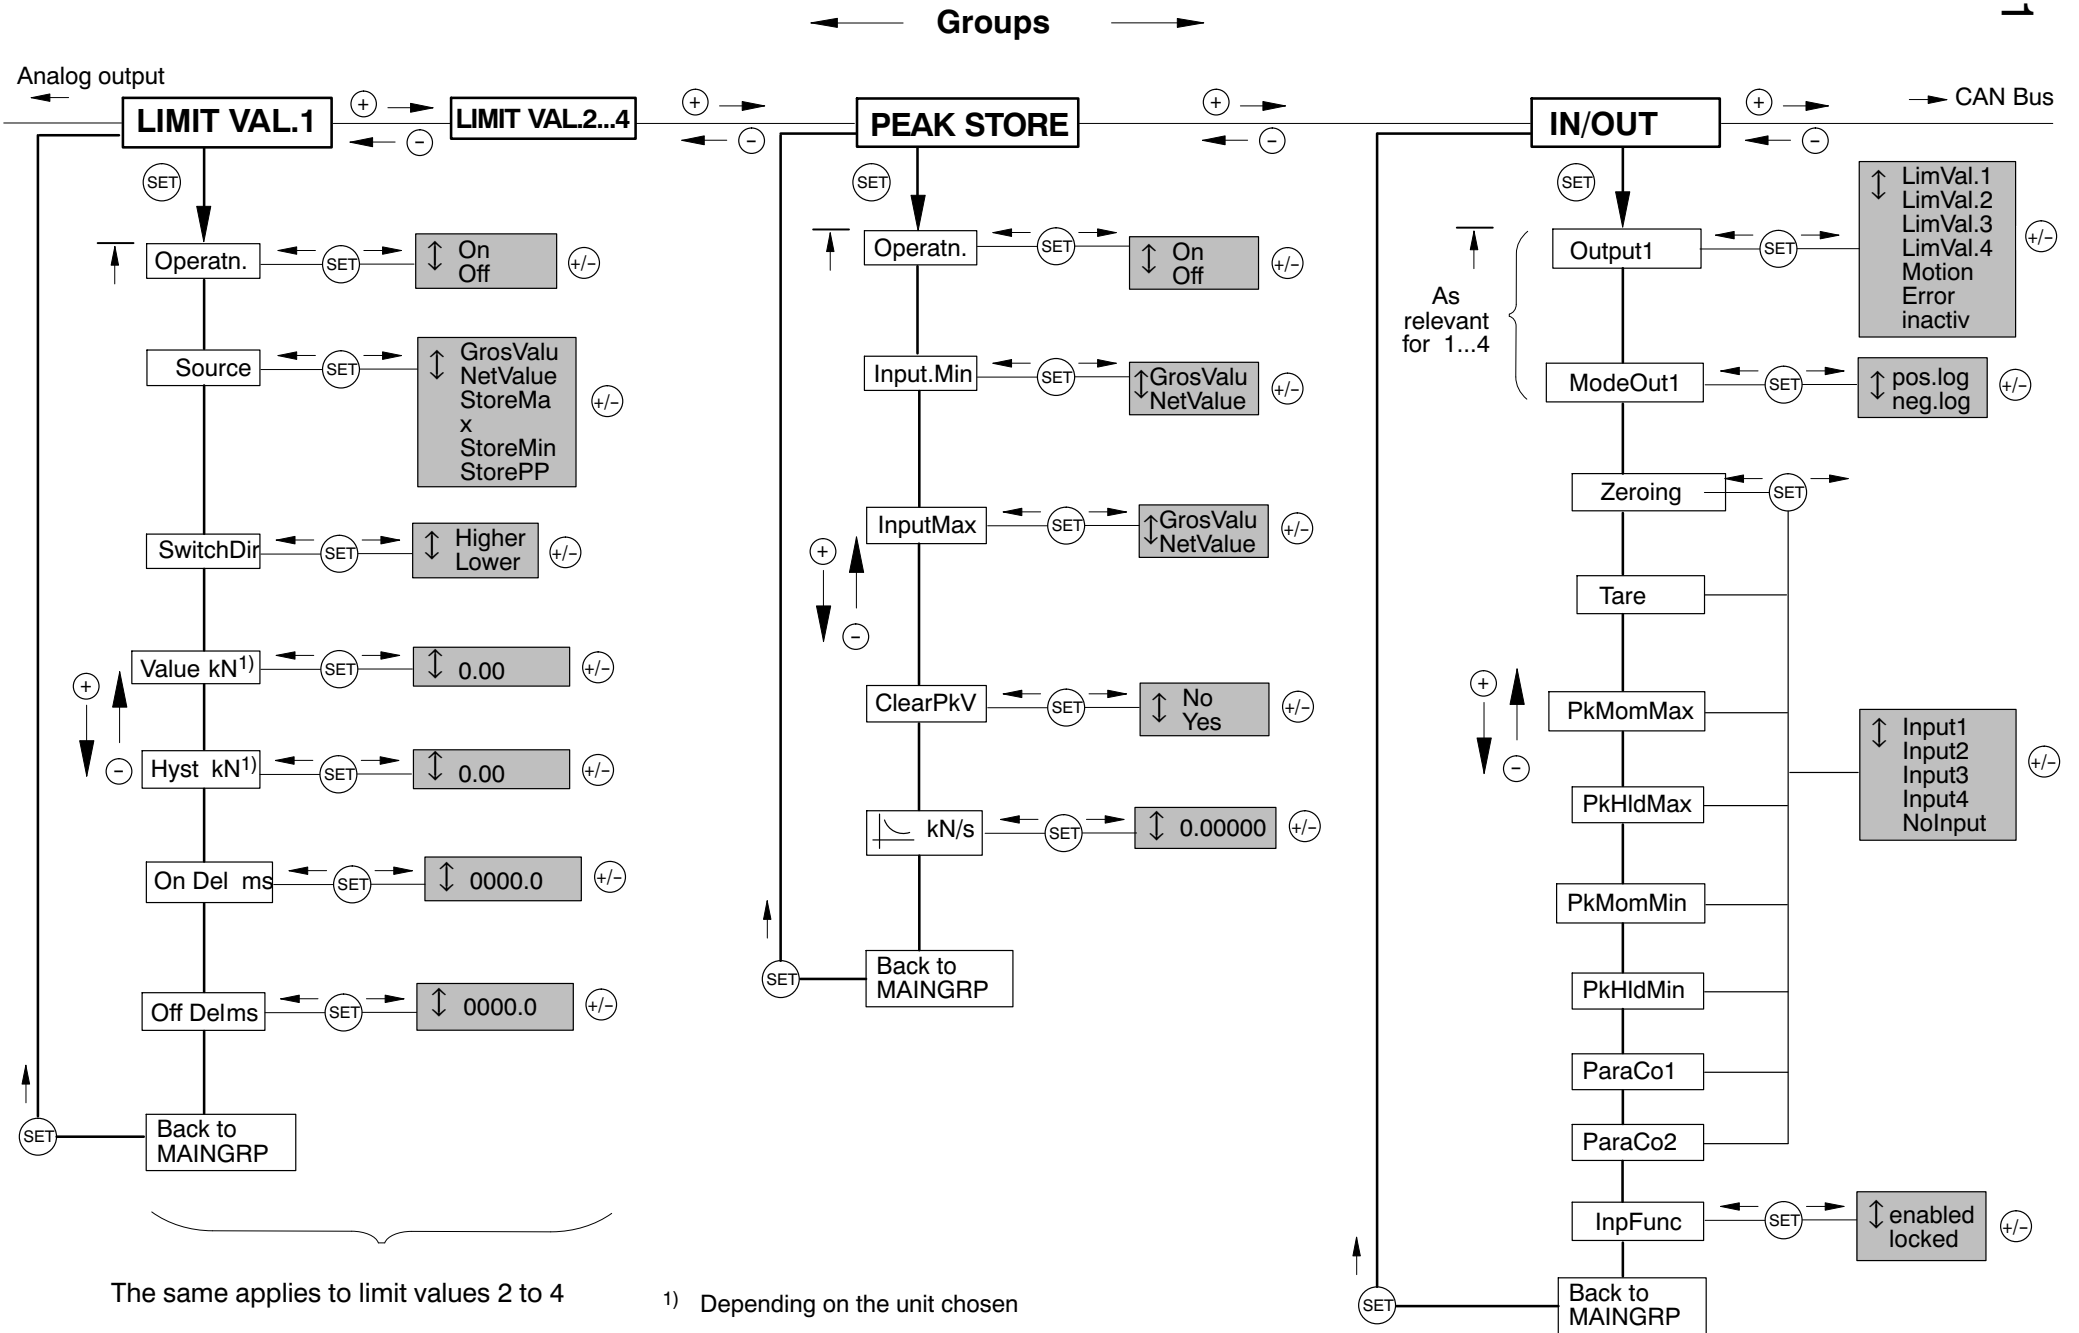 Groups
1
Analog output
CAN Bus
LIMIT VAL.1
+
−
LIMIT VAL.2...4
+
−
PEAK STORE
+
−
IN/OUT
+
−
SET
Operatn.
SET
On
Off
+/−
Source
SET
GrosValu
NetValue
StoreMa
x
StoreMin
StorePP
+/−
SwitchDir
SET
Higher
Lower
+/−
Value kN1)
SET
0.00
+/−
+
−
Hyst kN1)
SET
0.00
+/−
On Del ms
SET
0000.0
+/−
Off Delms
SET
0000.0
+/−
SET
Back to
MAINGRP
The same applies to limit values 2 to 4
SET
Operatn.
SET
On
Off
+/−
Input.Min
SET
GrosValu
NetValue
+/−
InputMax
SET
GrosValu
NetValue
+/−
+
−
ClearPkV
SET
No
Yes
+/−
kN/s
SET
0.00000
+/−
SET
Back to
MAINGRP
1) Depending on the unit chosen
SET
As
relevant
for 1...4
Output1
SET
LimVal.1
LimVal.2
LimVal.3
LimVal.4
Motion
Error
inactiv
+/−
ModeOut1
SET
pos.log
neg.log
+/−
Zeroing
SET
Tare
+
−
PkMomMax
PkHldMax
PkMomMin
PkHldMin
ParaCo1
ParaCo2
Input1
Input2
Input3
Input4
NoInput
+/−
InpFunc
SET
enabled
locked
+/−
SET
Back to
MAINGRP